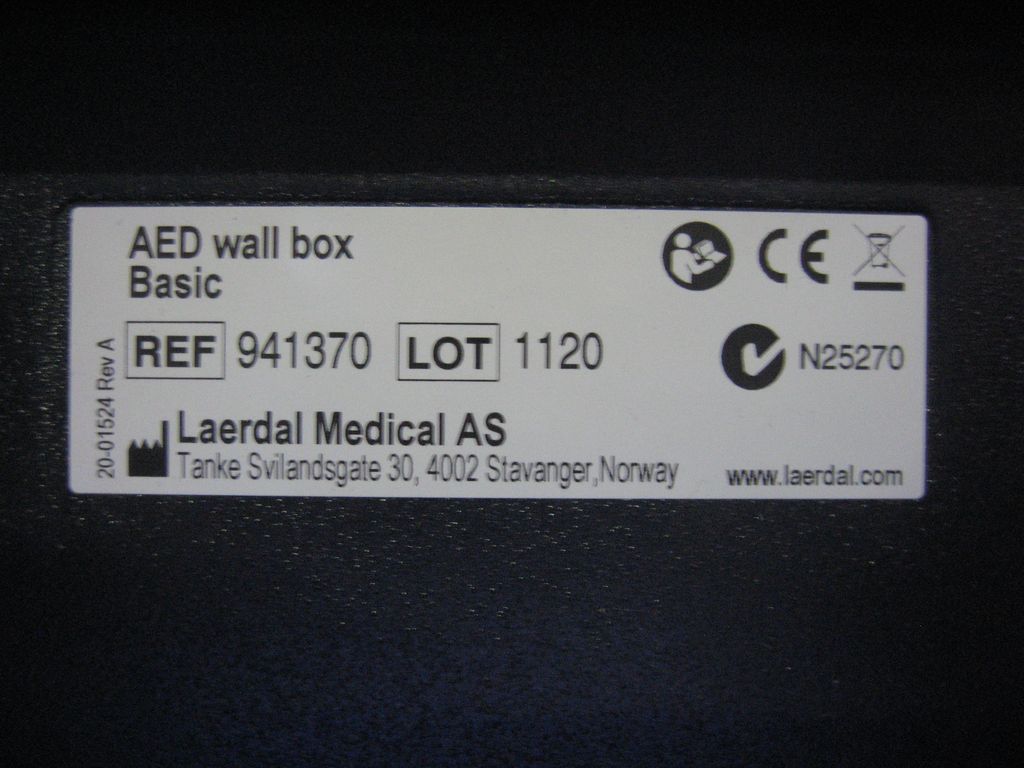 AED wall box
Basic
REF 941370 LOT 1120
N25270
20-01524 Rev A
Laerdal Medical AS
Tanke Svilandsgate 30, 4002 Stavanger,Norway
www.laerdal.com
CE